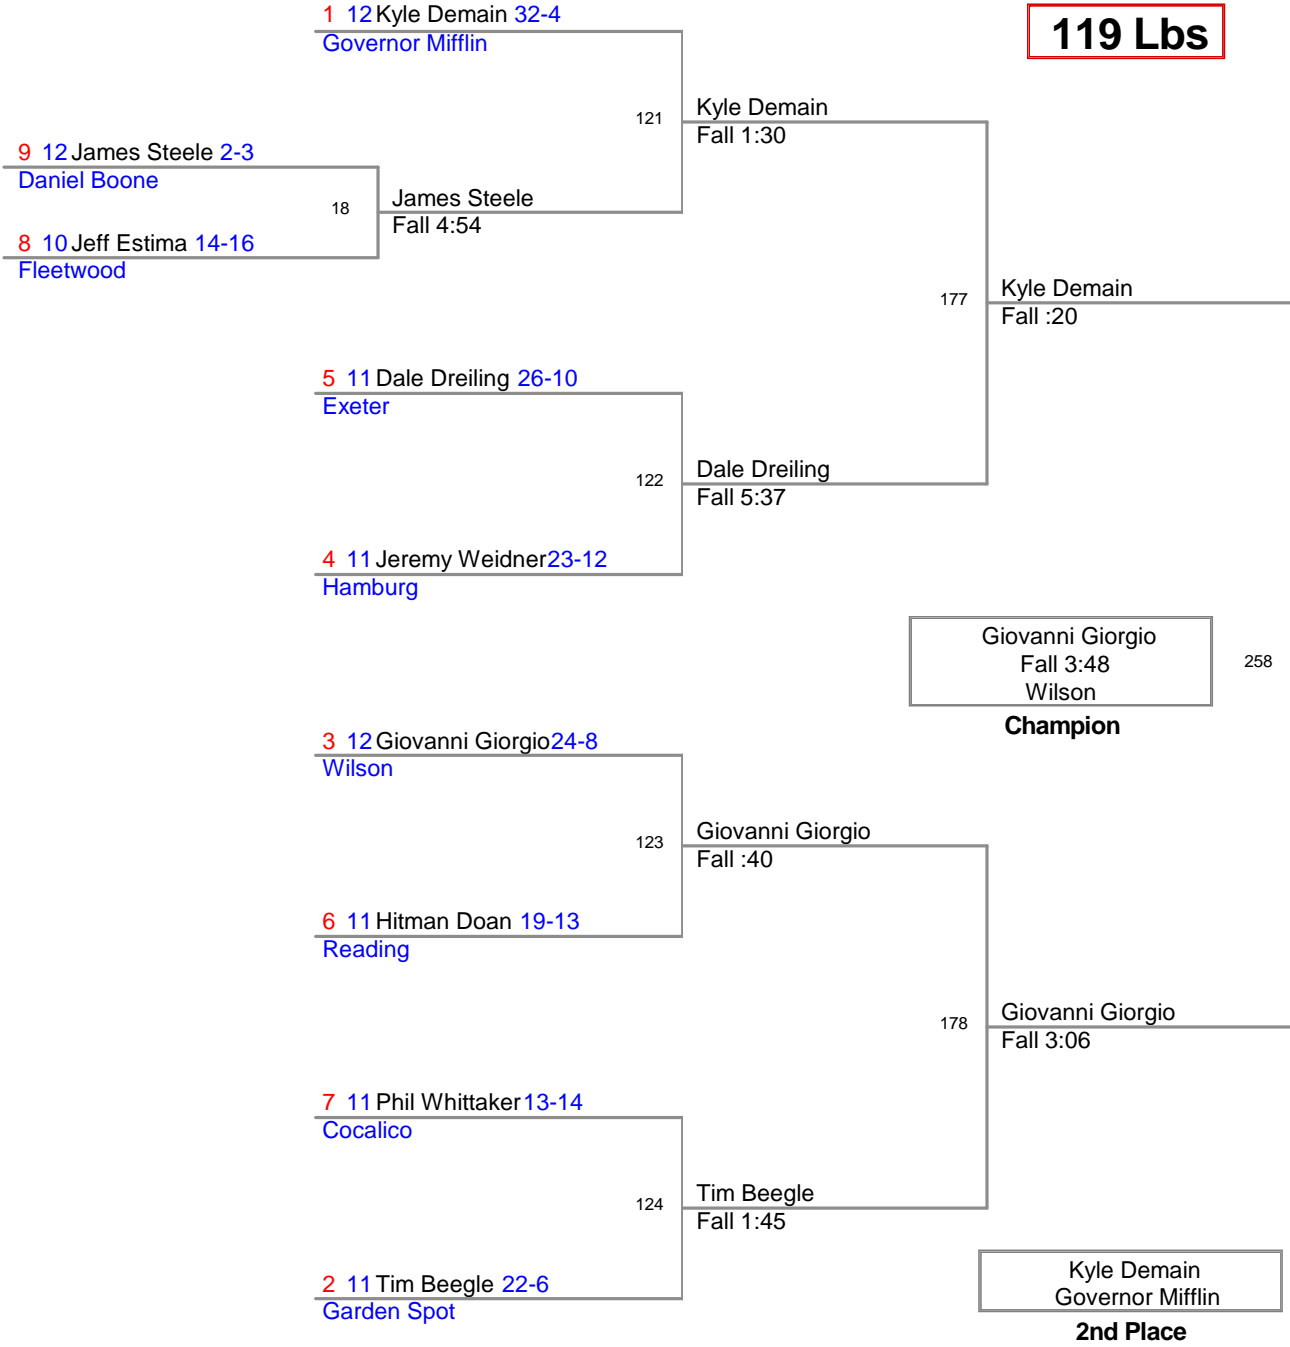 1 12 Kyle Demain 32-4
Governor Mifflin
119 Lbs
121
Kyle Demain
Fall 1:30
9 12 James Steele 2-3
Daniel Boone
18
James Steele
Fall 4:54
8 10 Jeff Estima 14-16
Fleetwood
177
Kyle Demain
Fall :20
5 11 Dale Dreiling 26-10
Exeter
122
Dale Dreiling
Fall 5:37
4 11 Jeremy Weidner 23-12
Hamburg
Giovanni Giorgio
Fall 3:48
Wilson
258
Champion
3 12 Giovanni Giorgio 24-8
Wilson
123
Giovanni Giorgio
Fall :40
6 11 Hitman Doan 19-13
Reading
178
Giovanni Giorgio
Fall 3:06
7 11 Phil Whittaker 13-14
Cocalico
124
Tim Beegle
Fall 1:45
2 11 Tim Beegle 22-6
Garden Spot
Kyle Demain
Governor Mifflin
2nd Place